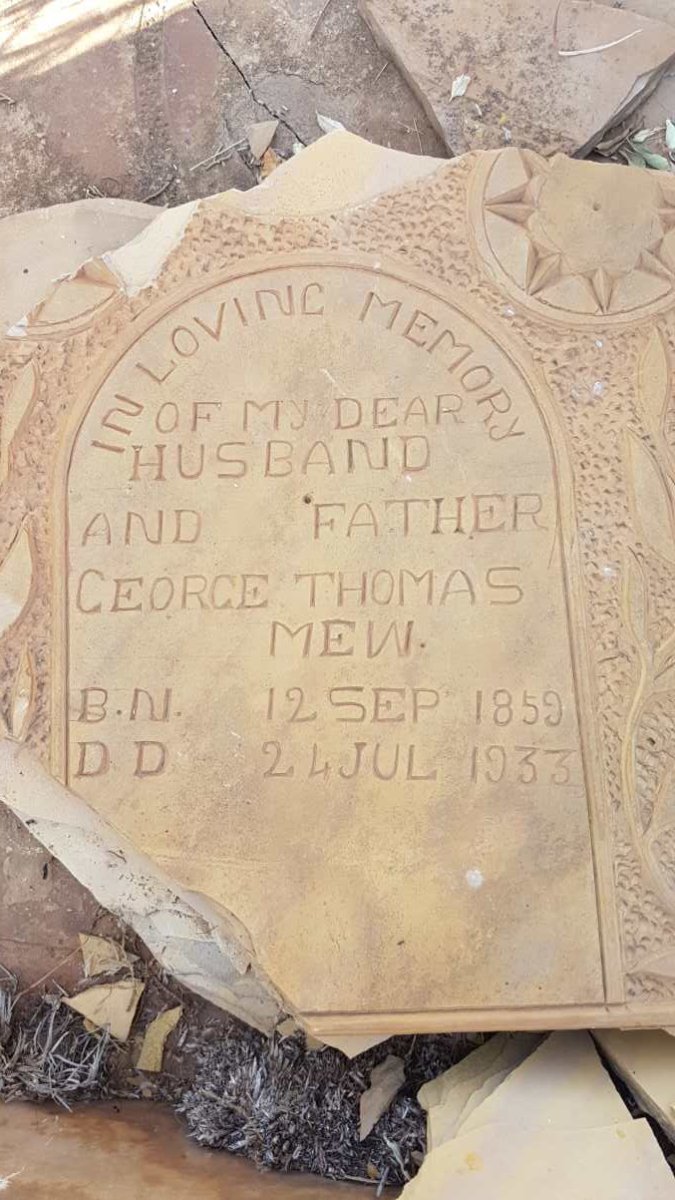 IN LOVING MEMORY
OF MY DEAR
HUSBAND
AND FATHER
GEORGE THOMAS
MEW.
B.N. 12 SEP 1859
D D 24 JUL 1933